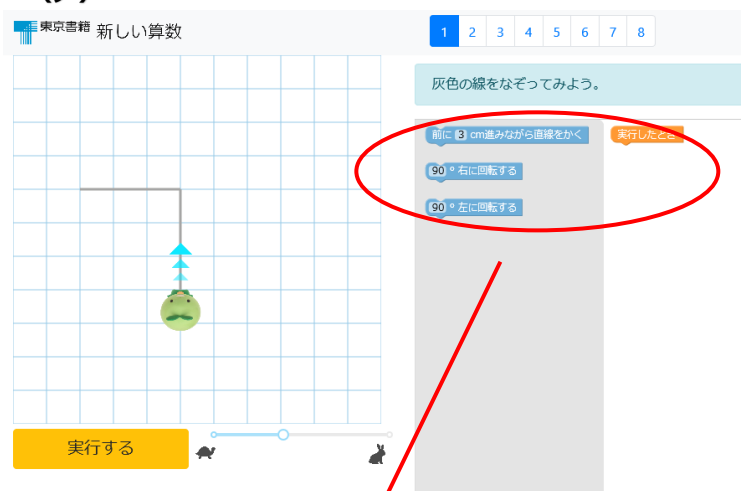 東京書籍 新しい算数
1 2 3 4 5 6 7 8
灰色の線をなぞってみよう。
前に 3 cm進みながら直線をかく
実行したとき
90 ° 右に回転する
90 ° 左に回転する
実行する